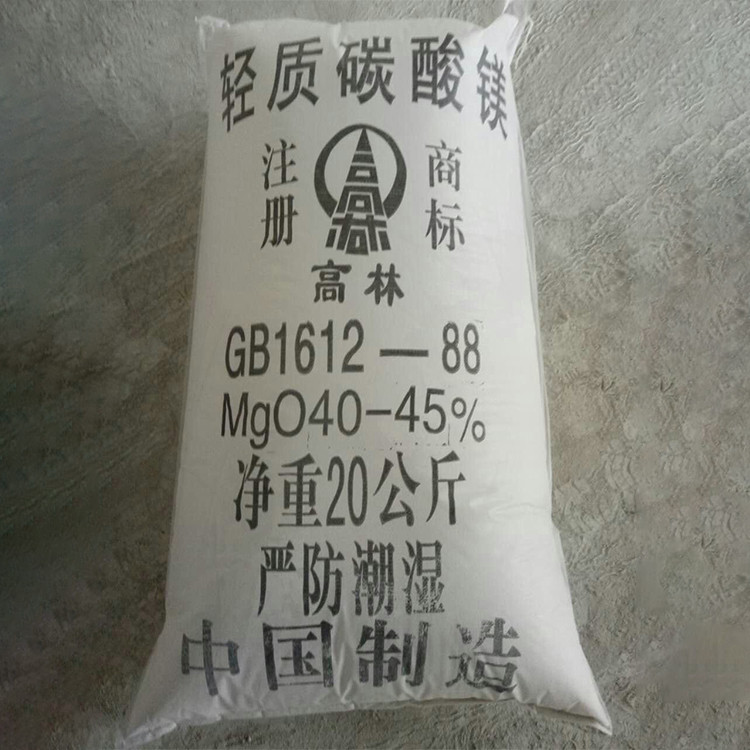 轻质碳酸镁
注册 商标
高林
GB1612—88
MgO40-45%
净重20公斤
严防潮湿
中国制造